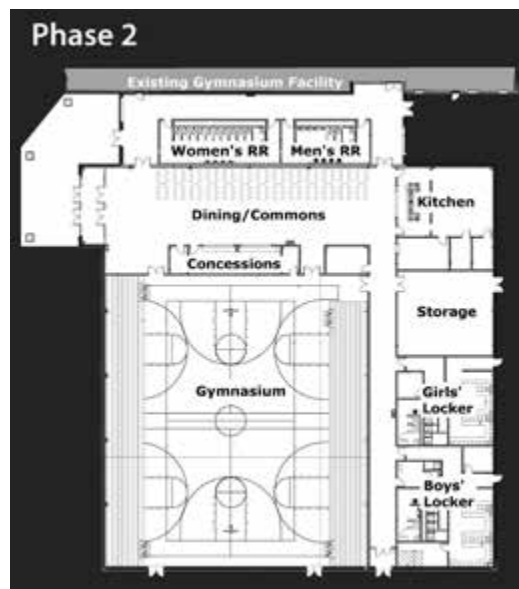 Phase 2
Existing Gymnasium Facility
Women's RR
Men's RR
Dining/Commons
Kitchen
Concessions
Storage
Gymnasium
Girls'
Locker
Boys'
Locker